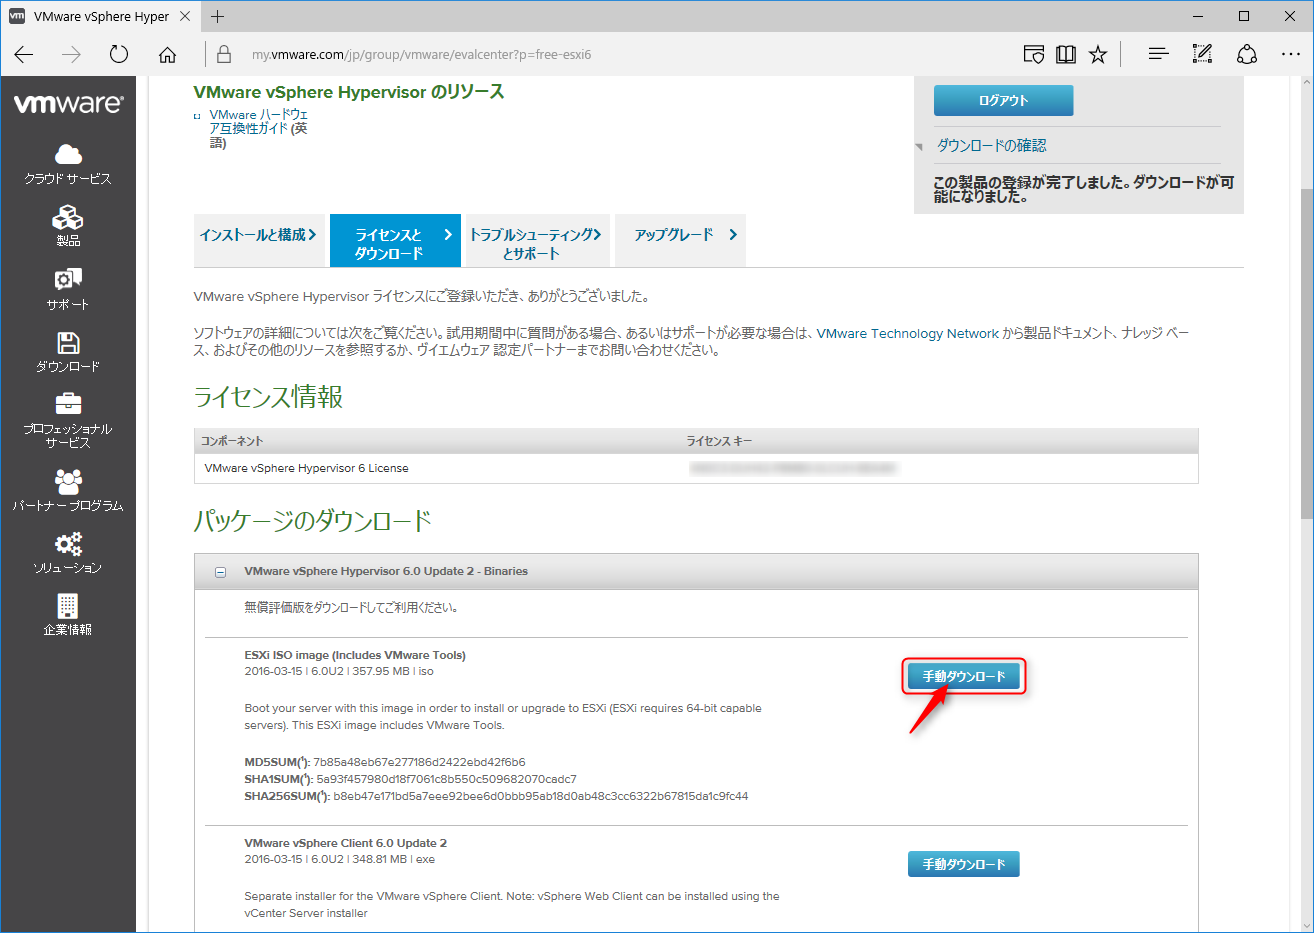 VMware vSphere Hyper
my.vmware.com/jp/group/vmware/evalcenter?p=free-esxi6
vmware®
クラウド サービス
製品
サポート
ダウンロード
プロフェッショナル
サービス
パートナー プログラム
ソリューション
企業情報
VMware vSphere Hypervisor のリソース
VMware ハードウェ
ア互換性ガイド (英
語)
ログアウト
ダウンロードの確認
この製品の登録が完了しました。ダウンロードが可
能になりました。
インストールと構成
ライセンスと
ダウンロード
トラブルシューティング
とサポート
アップグレード
VMware vSphere Hypervisor ライセンスにご登録いただき、ありがとうございました。
ソフトウェアの詳細については次をご覧ください。試用期間中に質問がある場合、あるいはサポートが必要な場合は、VMware Technology Network から製品ドキュメント、ナレッジ ベー
ス、およびその他のリソースを参照するか、ヴイエムウェア 認定パートナーまでお問い合わせください。
ライセンス情報
コンポーネント ライセンス キー
VMware vSphere Hypervisor 6 License
パッケージのダウンロード
VMware vSphere Hypervisor 6.0 Update 2 - Binaries
無償評価版をダウンロードしてご利用ください。
ESXi ISO image (Includes VMware Tools)
2016-03-15 | 6.0U2 | 357.95 MB | iso
手動ダウンロード
Boot your server with this image in order to install or upgrade to ESXi (ESXi requires 64-bit capable
servers). This ESXi image includes VMware Tools.
MD5SUM(¹): 7b85a48eb67e277186d2422ebd42f6b6
SHA1SUM(¹): 5a93f457980d18f7061c8b550c509682070cadc7
SHA256SUM(¹): b8eb47e171bd5a7eee92bee6d0bbb95ab18d0ab48c3cc6322b67815da1c9fc44
VMware vSphere Client 6.0 Update 2
2016-03-15 | 6.0U2 | 348.81 MB | exe
手動ダウンロード
Separate installer for the VMware vSphere Client. Note: vSphere Web Client can be installed using the
vCenter Server installer